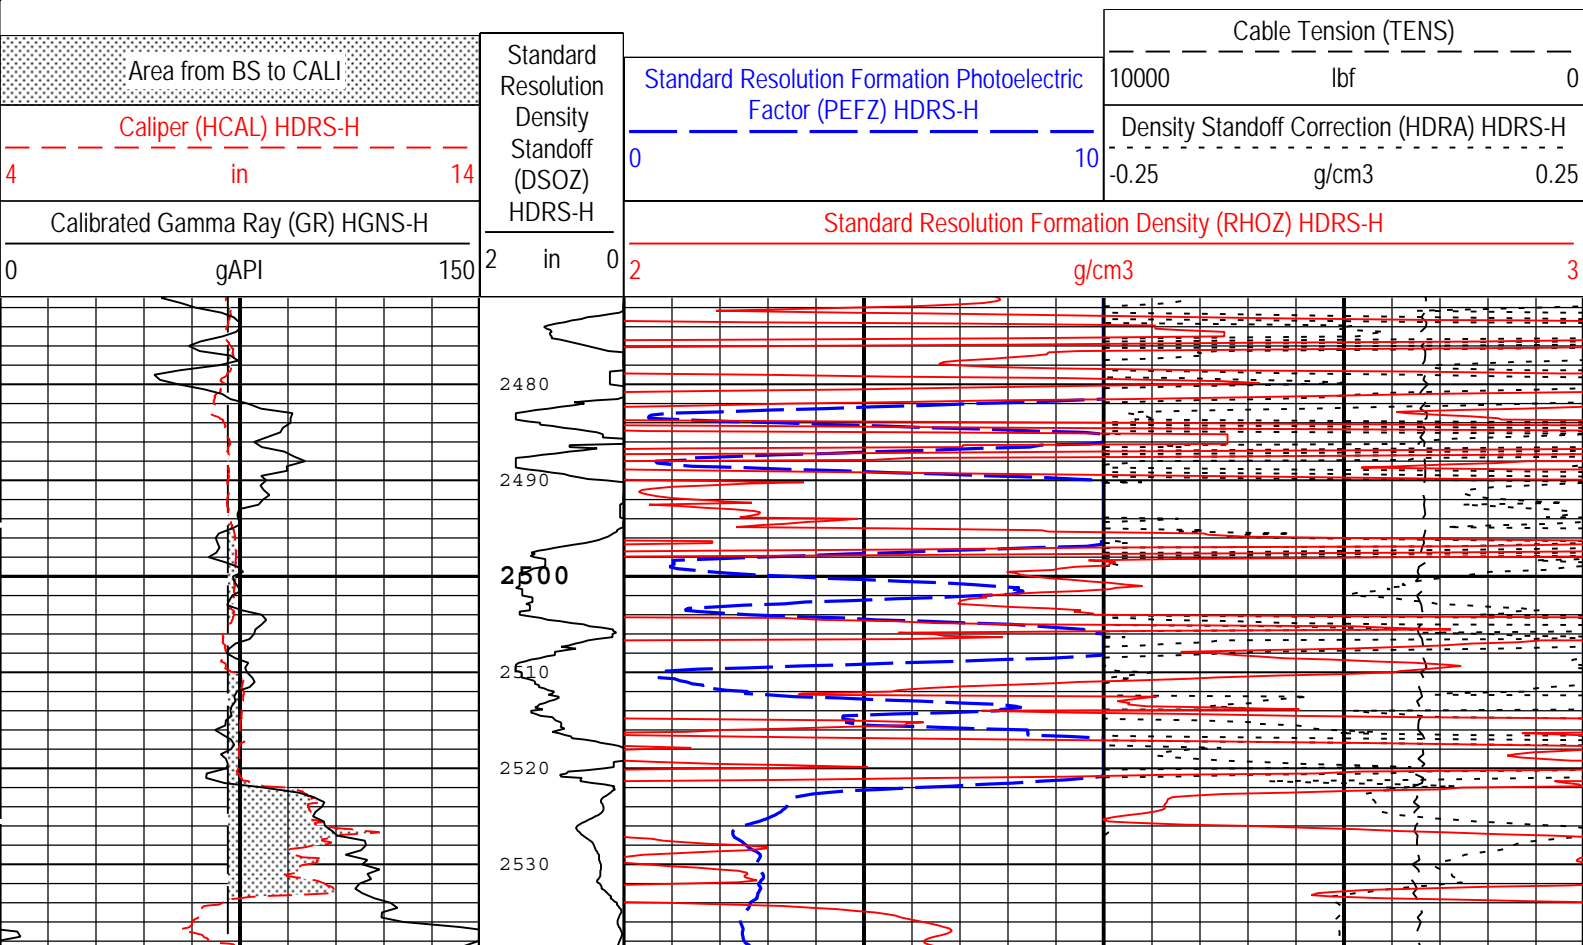 Area from BS to CALI
Caliper (HCAL) HDRS-H
4 in 14
Calibrated Gamma Ray (GR) HGNS-H
0 gAPI 150
Standard
Resolution
Density
Standoff
(DSOZ)
HDRS-H
2 in 0
Standard Resolution Formation Photoelectric
Factor (PEFZ) HDRS-H
0 10
Cable Tension (TENS)
10000 lbf 0
Density Standoff Correction (HDRA) HDRS-H
-0.25 g/cm3 0.25
Standard Resolution Formation Density (RHOZ) HDRS-H
2 g/cm3 3
2480
2490
2500
2510
2520
2530